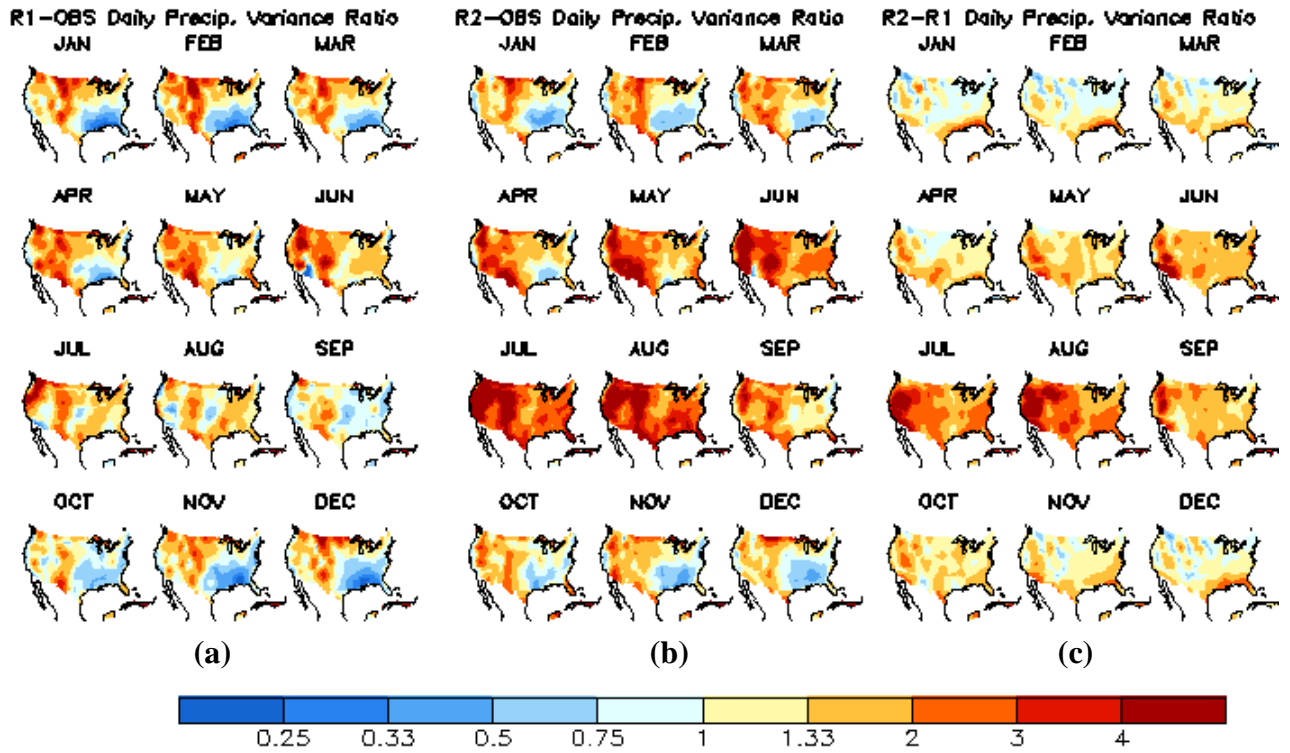 R1-OBS Daily Precip. Variance Ratio
JAN FEB MAR
APR MAY JUN
JUL AUG SEP
OCT NOV DEC
(a)
R2-OBS Daily Precip. Variance Ratio
JAN FEB MAR
APR MAY JUN
JUL AUG SEP
OCT NOV DEC
(b)
R2-R1 Daily Precip. Variance Ratio
JAN FEB MAR
APR MAY JUN
JUL AUG SEP
OCT NOV DEC
(c)
0.25 0.33 0.5 0.75 1 1.33 2 3 4